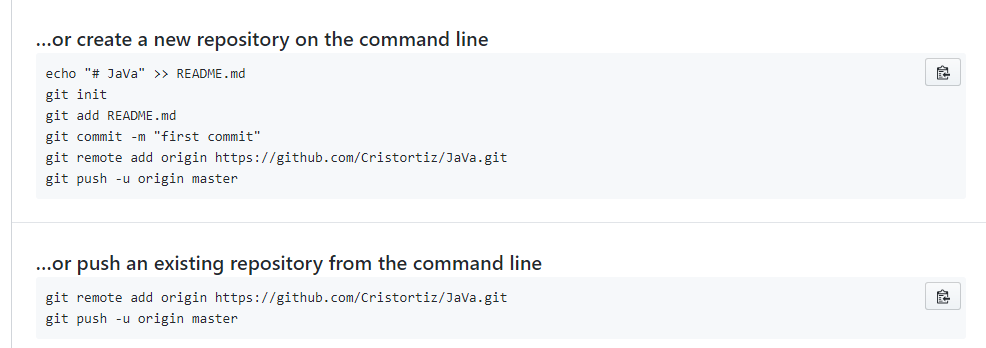 ...or create a new repository on the command line
echo "# JaVa" >> README.md
git init
git add README.md
git commit -m "first commit"
git remote add origin https://github.com/Cristortiz/JaVa.git
git push -u origin master
...or push an existing repository from the command line
git remote add origin https://github.com/Cristortiz/JaVa.git
git push -u origin master